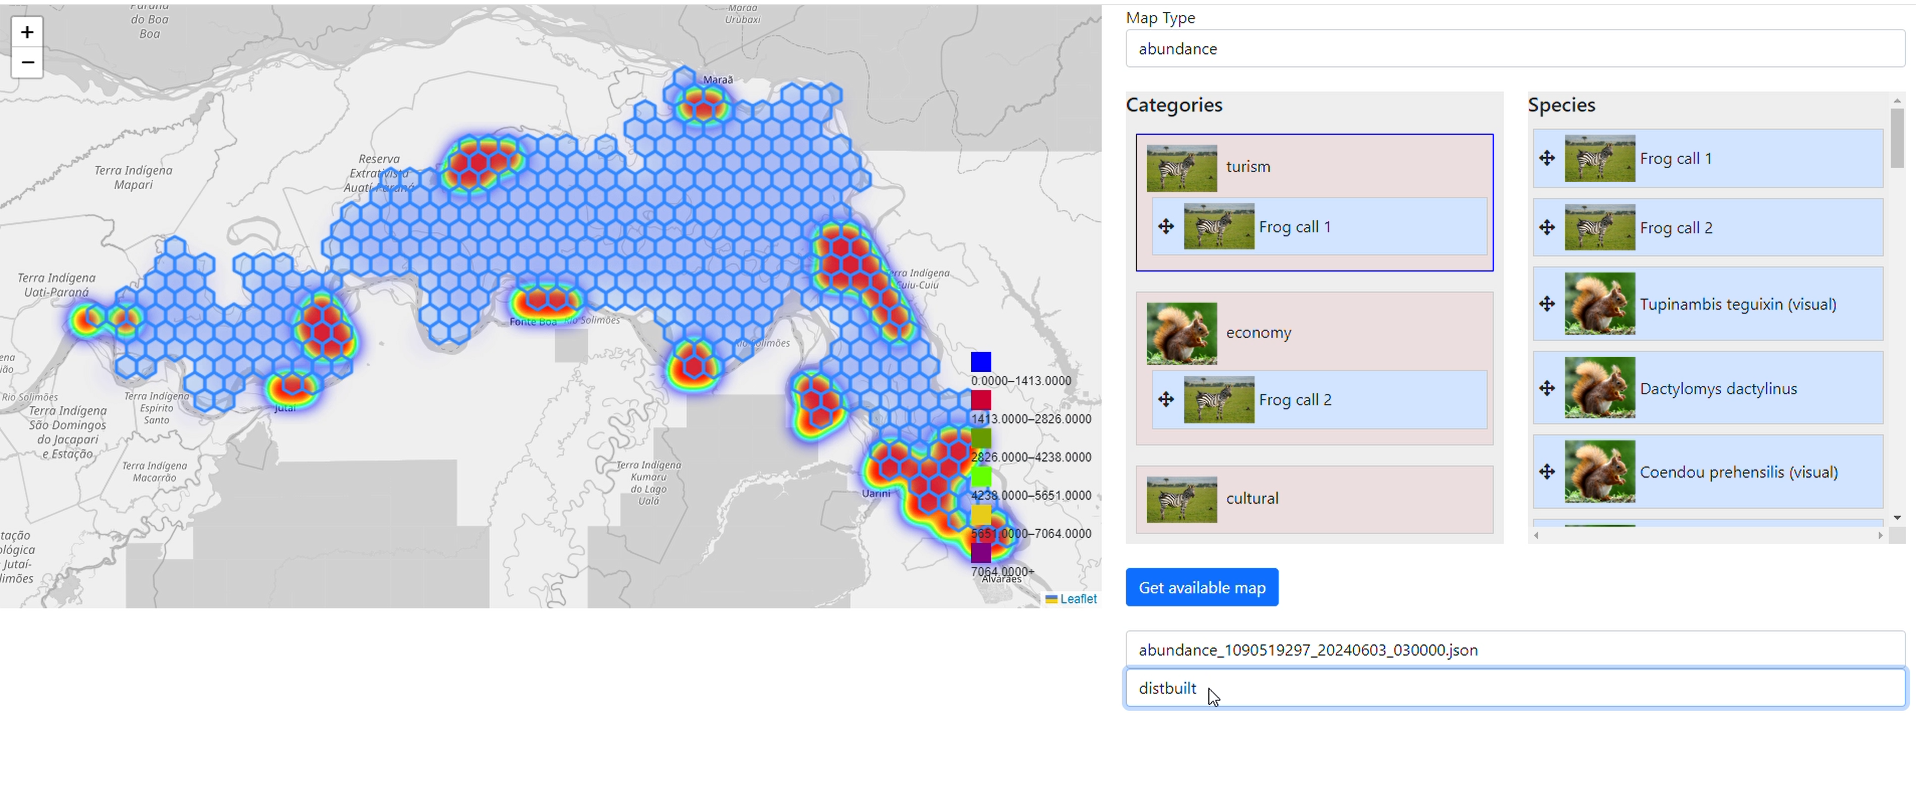 +
−
Paraná
do Boa
Boa
Maraã
Urubaxi
Maraã
Terra Indígena
Mapari
Reserva
Extrativista
Auatí-Paraná
Terra Indígena
Uati-Paraná
Terra Indígena
Cuiu-Cuiu
Fonte Boa
Rio Solimões
Rio Solimões
Rio Solimões
Jutaí
Terra Indígena
São Domingos
do Jacapari
e Estação
Terra Indígena
Espírito
Santo
Terra Indígena
Macarrão
Terra Indígena
Kumaru
do Lago
Ualá
Uarini
Alvarães
tação
ológica
Jutaí-
limões
0.0000–1413.0000
1413.0000–2826.0000
2826.0000–4238.0000
4238.0000–5651.0000
5651.0000–7064.0000
7064.0000+
Leaflet
Map Type
abundance
Categories
turism
Frog call 1
economy
Frog call 2
cultural
Species
Frog call 1
Frog call 2
Tupinambis teguixin (visual)
Dactylomys dactylinus
Coendou prehensilis (visual)
Get available map
abundance_1090519297_20240603_030000.json
distbuilt